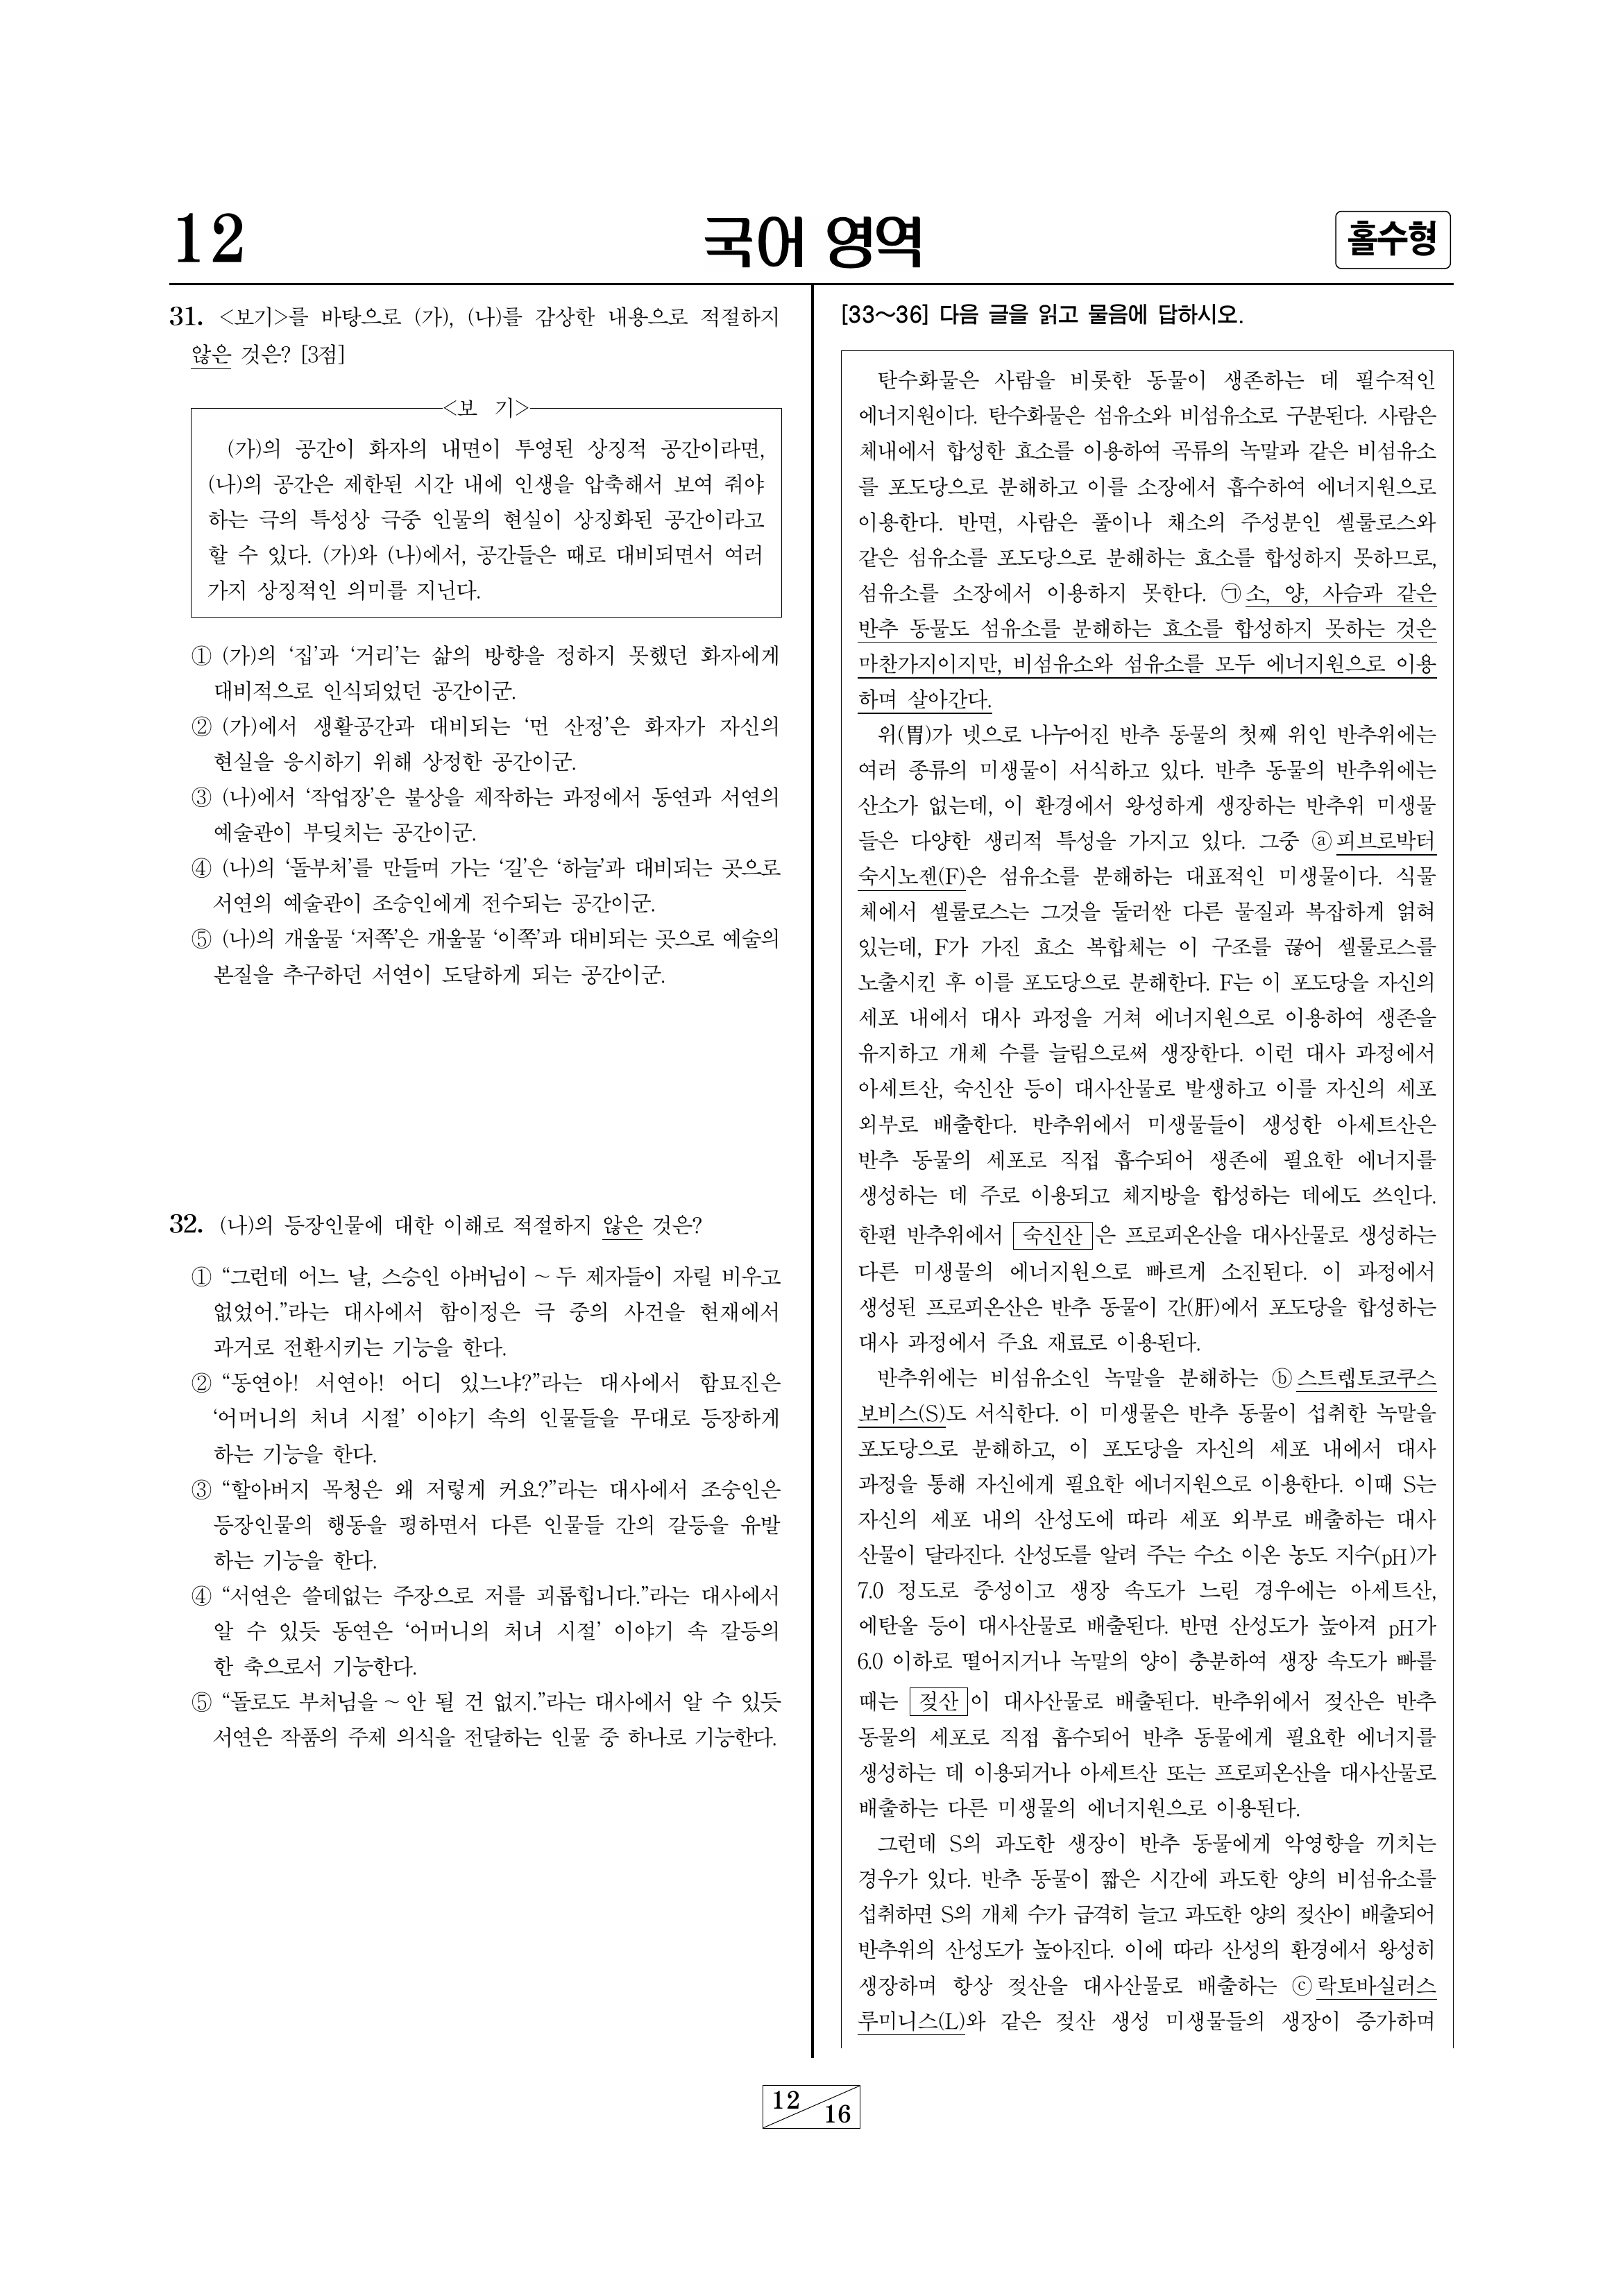 12
국어 영역
홀수형
31. <보기>를 바탕으로 (가), (나)를 감상한 내용으로 적절하지
않은 것은? [3점]
<보 기>
(가)의 공간이 화자의 내면이 투영된 상징적 공간이라면,
(나)의 공간은 제한된 시간 내에 인생을 압축해서 보여 줘야
하는 극의 특성상 극중 인물의 현실이 상징화된 공간이라고
할 수 있다. (가)와 (나)에서, 공간들은 때로 대비되면서 여러
가지 상징적인 의미를 지닌다.
① (가)의 ‘집’과 ‘거리’는 삶의 방향을 정하지 못했던 화자에게
대비적으로 인식되었던 공간이군.
② (가)에서 생활공간과 대비되는 ‘먼 산정’은 화자가 자신의
현실을 응시하기 위해 상정한 공간이군.
③ (나)에서 ‘작업장’은 불상을 제작하는 과정에서 동연과 서연의
예술관이 부딪치는 공간이군.
④ (나)의 ‘돌부처’를 만들며 가는 ‘길’은 ‘하늘’과 대비되는 곳으로
서연의 예술관이 조숭인에게 전수되는 공간이군.
⑤ (나)의 개울물 ‘저쪽’은 개울물 ‘이쪽’과 대비되는 곳으로 예술의
본질을 추구하던 서연이 도달하게 되는 공간이군.
32. (나)의 등장인물에 대한 이해로 적절하지 않은 것은?
① “그런데 어느 날, 스승인 아버님이 ~ 두 제자들이 자릴 비우고
없었어.”라는 대사에서 함이정은 극 중의 사건을 현재에서
과거로 전환시키는 기능을 한다.
② “동연아! 서연아! 어디 있느냐?”라는 대사에서 함묘진은
‘어머니의 처녀 시절’ 이야기 속의 인물들을 무대로 등장하게
하는 기능을 한다.
③ “할아버지 목청은 왜 저렇게 커요?”라는 대사에서 조숭인은
등장인물의 행동을 평하면서 다른 인물들 간의 갈등을 유발
하는 기능을 한다.
④ “서연은 쓸데없는 주장으로 저를 괴롭힙니다.”라는 대사에서
알 수 있듯 동연은 ‘어머니의 처녀 시절’ 이야기 속 갈등의
한 축으로서 기능한다.
⑤ “돌로도 부처님을 ~ 안 될 건 없지.”라는 대사에서 알 수 있듯
서연은 작품의 주제 의식을 전달하는 인물 중 하나로 기능한다.
[33～36] 다음 글을 읽고 물음에 답하시오.
탄수화물은 사람을 비롯한 동물이 생존하는 데 필수적인
에너지원이다. 탄수화물은 섬유소와 비섬유소로 구분된다. 사람은
체내에서 합성한 효소를 이용하여 곡류의 녹말과 같은 비섬유소
를 포도당으로 분해하고 이를 소장에서 흡수하여 에너지원으로
이용한다. 반면, 사람은 풀이나 채소의 주성분인 셀룰로스와
같은 섬유소를 포도당으로 분해하는 효소를 합성하지 못하므로,
섬유소를 소장에서 이용하지 못한다. ㉠소, 양, 사슴과 같은
반추 동물도 섬유소를 분해하는 효소를 합성하지 못하는 것은
마찬가지이지만, 비섬유소와 섬유소를 모두 에너지원으로 이용
하며 살아간다.
위(胃)가 넷으로 나누어진 반추 동물의 첫째 위인 반추위에는
여러 종류의 미생물이 서식하고 있다. 반추 동물의 반추위에는
산소가 없는데, 이 환경에서 왕성하게 생장하는 반추위 미생물
들은 다양한 생리적 특성을 가지고 있다. 그중 ⓐ피브로박터
숙시노젠(F)은 섬유소를 분해하는 대표적인 미생물이다. 식물
체에서 셀룰로스는 그것을 둘러싼 다른 물질과 복잡하게 얽혀
있는데, F가 가진 효소 복합체는 이 구조를 끊어 셀룰로스를
노출시킨 후 이를 포도당으로 분해한다. F는 이 포도당을 자신의
세포 내에서 대사 과정을 거쳐 에너지원으로 이용하여 생존을
유지하고 개체 수를 늘림으로써 생장한다. 이런 대사 과정에서
아세트산, 숙신산 등이 대사산물로 발생하고 이를 자신의 세포
외부로 배출한다. 반추위에서 미생물들이 생성한 아세트산은
반추 동물의 세포로 직접 흡수되어 생존에 필요한 에너지를
생성하는 데 주로 이용되고 체지방을 합성하는 데에도 쓰인다.
한편 반추위에서 숙신산 은 프로피온산을 대사산물로 생성하는
다른 미생물의 에너지원으로 빠르게 소진된다. 이 과정에서
생성된 프로피온산은 반추 동물이 간(肝)에서 포도당을 합성하는
대사 과정에서 주요 재료로 이용된다.
반추위에는 비섬유소인 녹말을 분해하는 ⓑ스트렙토코쿠스
보비스(S)도 서식한다. 이 미생물은 반추 동물이 섭취한 녹말을
포도당으로 분해하고, 이 포도당을 자신의 세포 내에서 대사
과정을 통해 자신에게 필요한 에너지원으로 이용한다. 이때 S는
자신의 세포 내의 산성도에 따라 세포 외부로 배출하는 대사
산물이 달라진다. 산성도를 알려 주는 수소 이온 농도 지수(pH)가
7.0 정도로 중성이고 생장 속도가 느린 경우에는 아세트산,
에탄올 등이 대사산물로 배출된다. 반면 산성도가 높아져 pH가
6.0 이하로 떨어지거나 녹말의 양이 충분하여 생장 속도가 빠를
때는 젖산 이 대사산물로 배출된다. 반추위에서 젖산은 반추
동물의 세포로 직접 흡수되어 반추 동물에게 필요한 에너지를
생성하는 데 이용되거나 아세트산 또는 프로피온산을 대사산물로
배출하는 다른 미생물의 에너지원으로 이용된다.
그런데 S의 과도한 생장이 반추 동물에게 악영향을 끼치는
경우가 있다. 반추 동물이 짧은 시간에 과도한 양의 비섬유소를
섭취하면 S의 개체 수가 급격히 늘고 과도한 양의 젖산이 배출되어
반추위의 산성도가 높아진다. 이에 따라 산성의 환경에서 왕성히
생장하며 항상 젖산을 대사산물로 배출하는 ⓒ락토바실러스
루미니스(L)와 같은 젖산 생성 미생물들의 생장이 증가하며
12
16